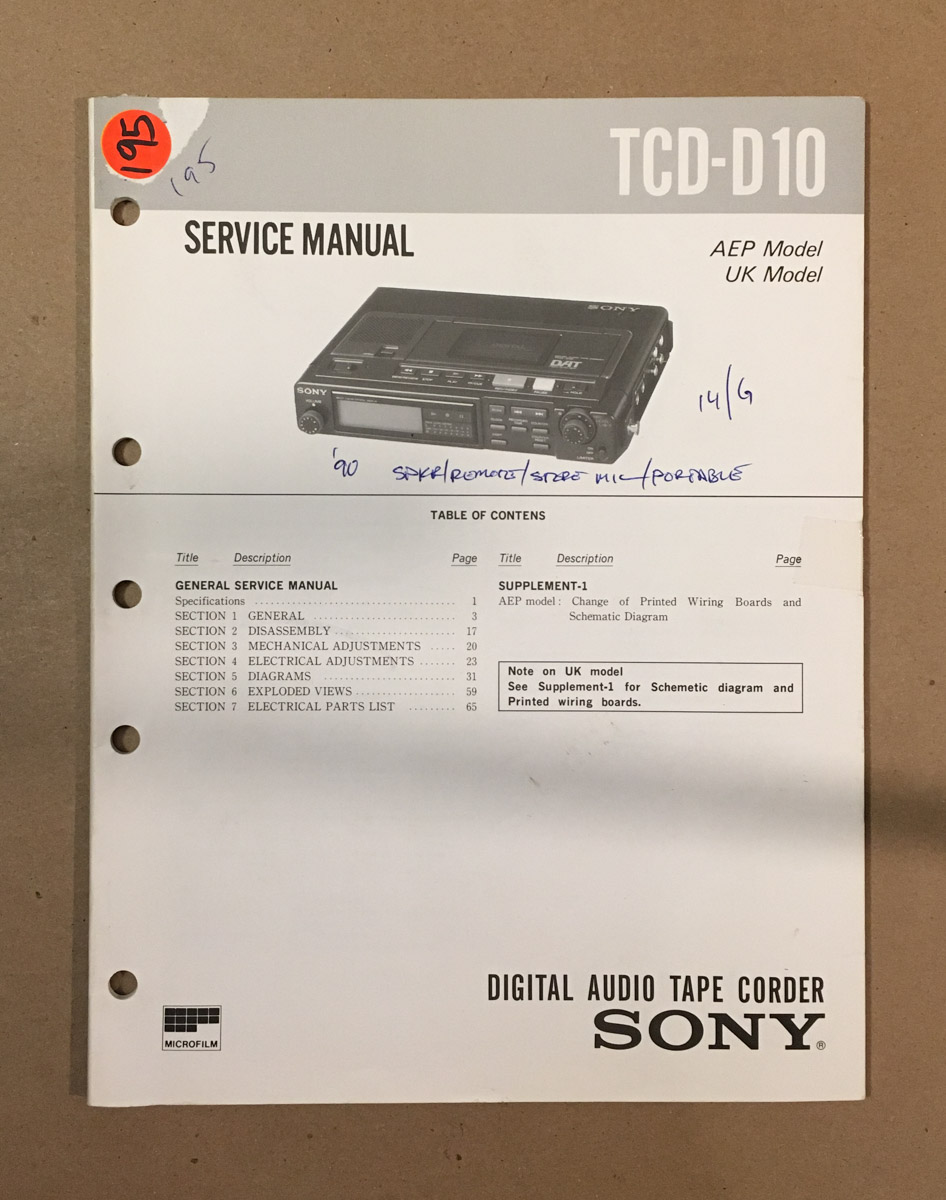 195
195
TCD-D10
SERVICE MANUAL
AEP Model
UK Model
SONY
DAT
SONY
14/G
'90 SPKR/REMOTE/STERE MIC/PORTABLE
TABLE OF CONTENS
Title Description Page
GENERAL SERVICE MANUAL
Specifications 1
SECTION 1 GENERAL 3
SECTION 2 DISASSEMBLY 17
SECTION 3 MECHANICAL ADJUSTMENTS 20
SECTION 4 ELECTRICAL ADJUSTMENTS 23
SECTION 5 DIAGRAMS 31
SECTION 6 EXPLODED VIEWS 59
SECTION 7 ELECTRICAL PARTS LIST 65
Title Description Page
SUPPLEMENT-1
AEP model: Change of Printed Wiring Boards and
Schematic Diagram
Note on UK model
See Supplement-1 for Schemetic diagram and
Printed wiring boards.
MICROFILM
DIGITAL AUDIO TAPE CORDER
SONY®